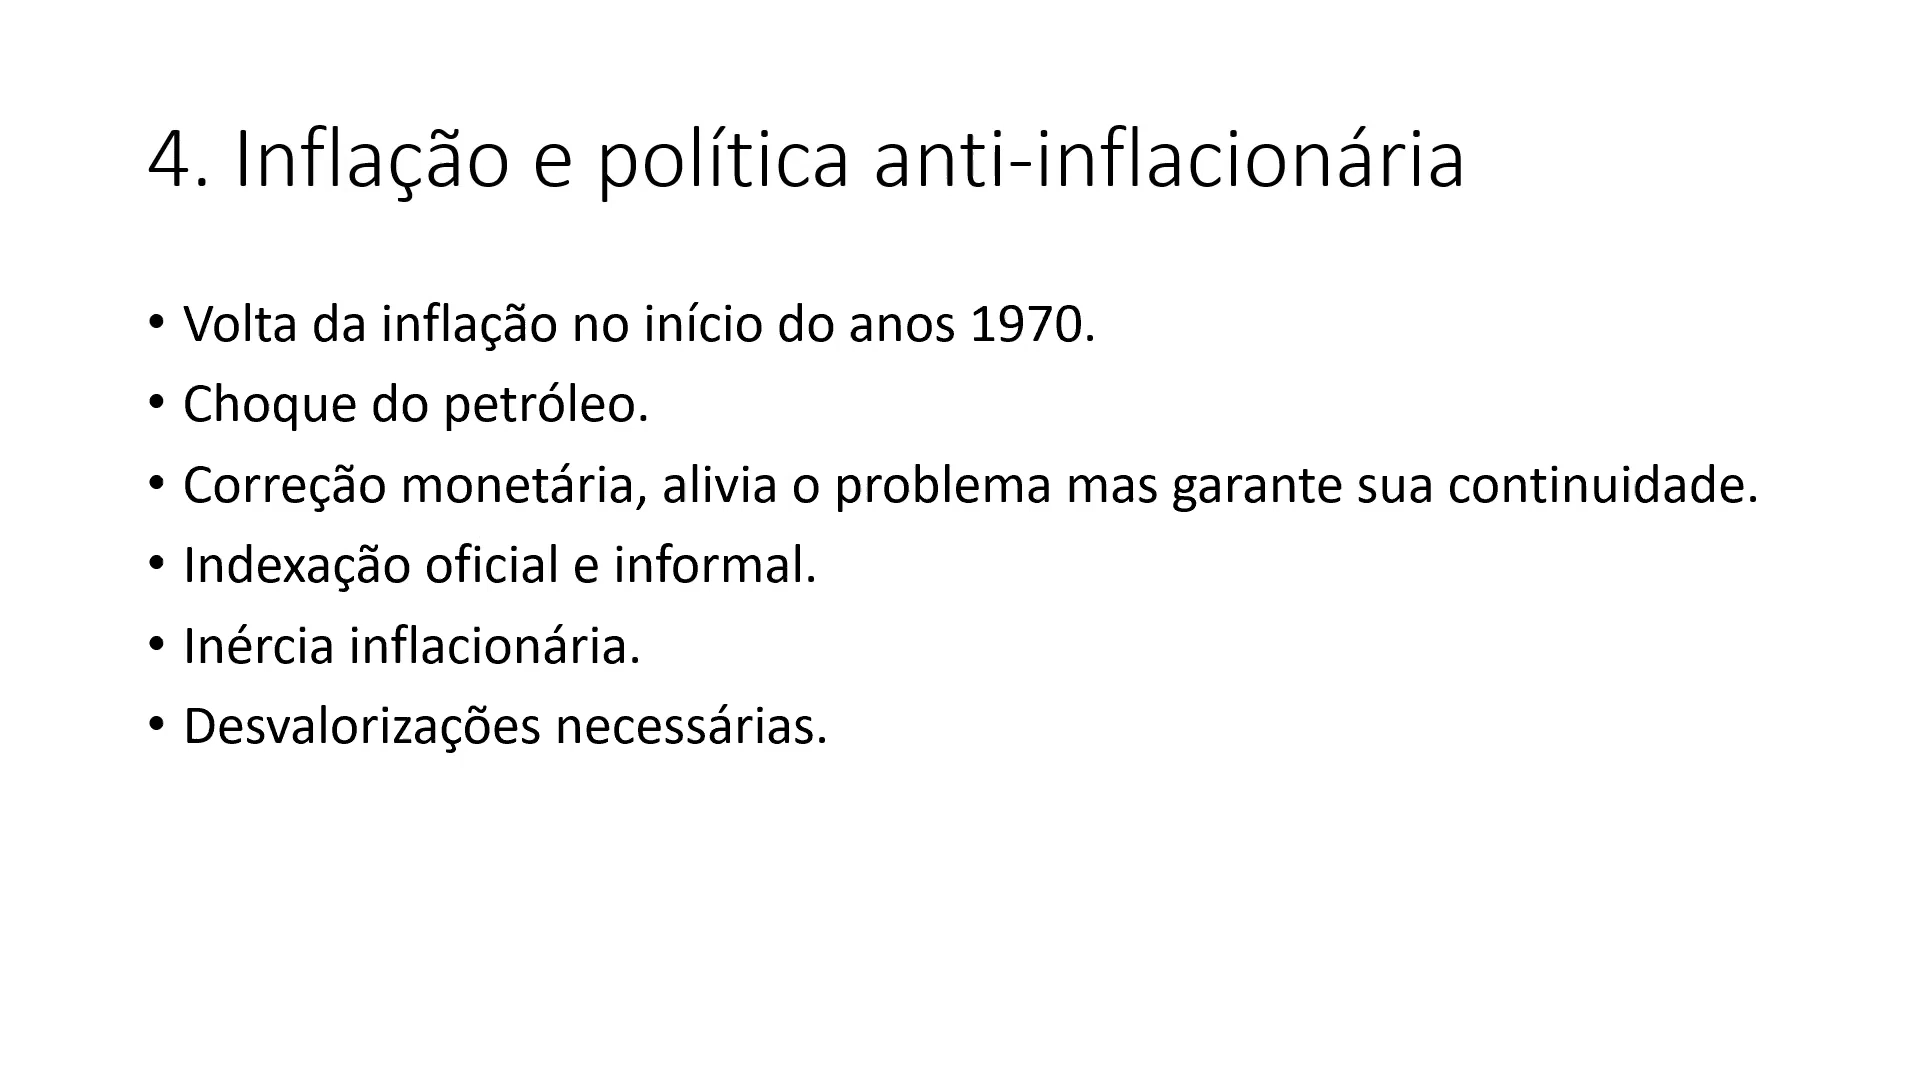 4. Inflação e política anti-inflacionária
• Volta da inflação no início do anos 1970.
• Choque do petróleo.
• Correção monetária, alivia o problema mas garante sua continuidade.
• Indexação oficial e informal.
• Inércia inflacionária.
• Desvalorizações necessárias.